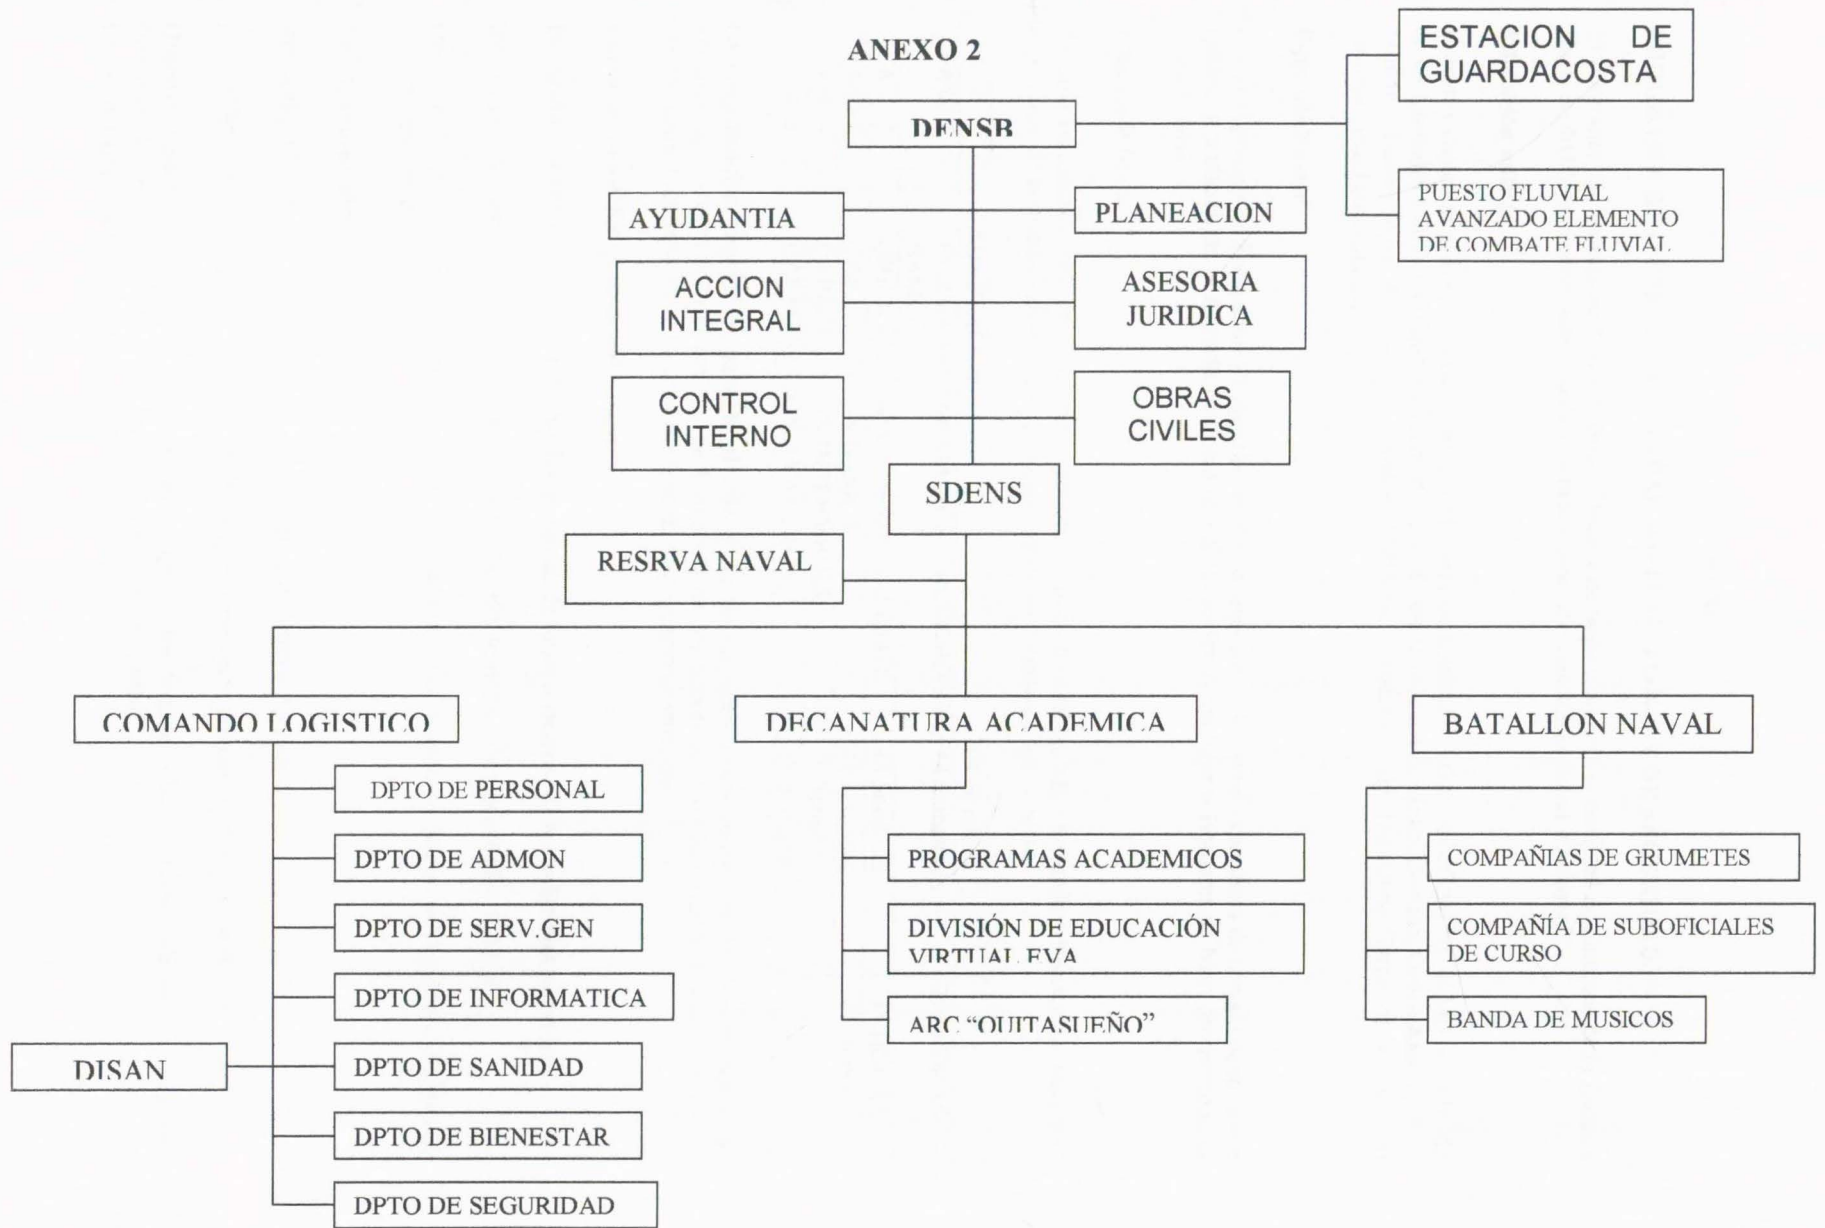 ANEXO 2
ESTACION DE
GUARDACOSTA
DENSB
PUESTO FLUVIAL
AVANZADO ELEMENTO
DE COMBATE FLUVIAL
AYUDANTIA
PLANEACION
ACCION
INTEGRAL
ASESORIA
JURIDICA
CONTROL
INTERNO
OBRAS
CIVILES
SDENS
RESRVA NAVAL
COMANDO LOGISTICO
DECANATURA ACADEMICA
BATALLON NAVAL
DPTO DE PERSONAL
DPTO DE ADMON
DPTO DE SERV.GEN
DPTO DE INFORMATICA
DISAN
DPTO DE SANIDAD
DPTO DE BIENESTAR
DPTO DE SEGURIDAD
PROGRAMAS ACADEMICOS
DIVISIÓN DE EDUCACIÓN
VIRTUAL EVA
ARC “QUITASUEÑO”
COMPAÑIAS DE GRUMETES
COMPAÑÍA DE SUBOFICIALES
DE CURSO
BANDA DE MUSICOS